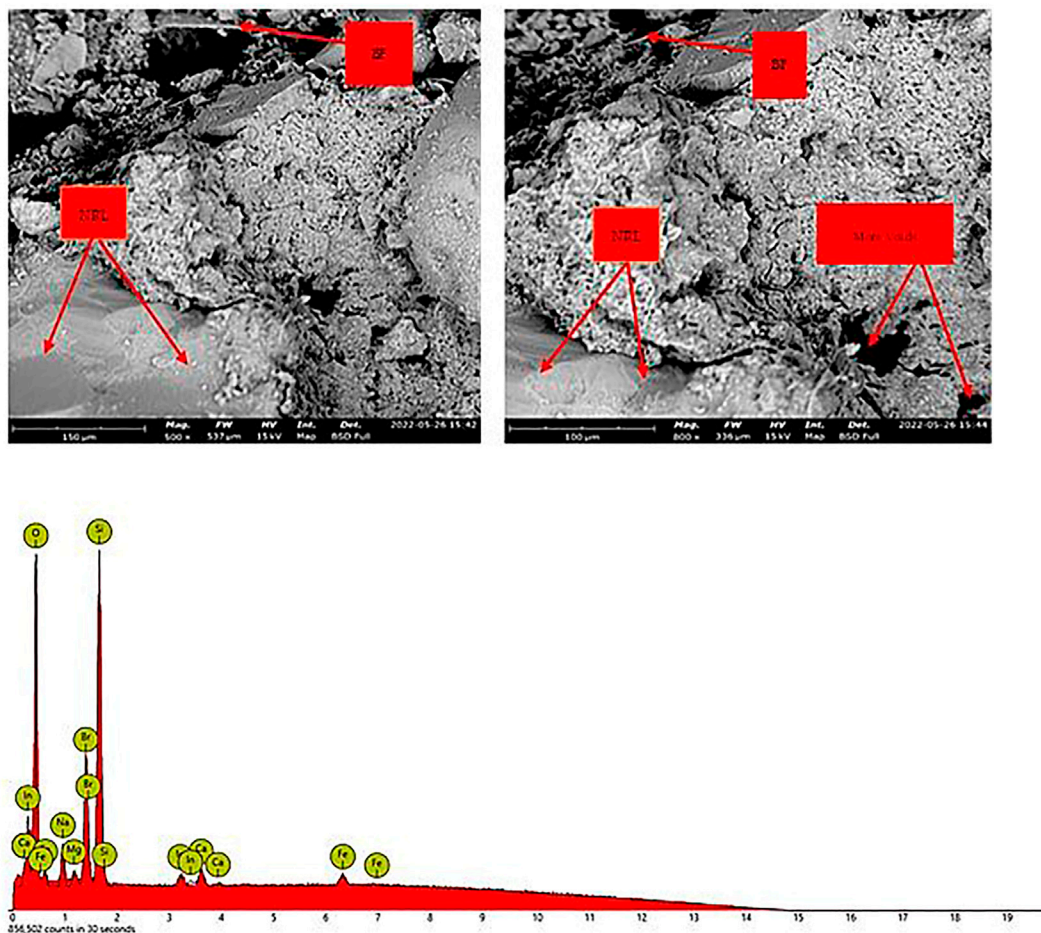 BF
NRL
150 µm
Mag. FW HV Int. Det. 2022-05-26 15:42
500 x 537 µm 15 kV Map BSD Full
BF
NRL
More voids
100 µm
Mag. FW HV Int. Det. 2022-05-26 15:44
800 x 336 µm 15 kV Map BSD Full
O
Si
Br
In
Br
Na
Ca
Fe
Mg
Si
In
Ca
Ca
Fe
Fe
0 1 2 3 4 5 6 7 8 9 10 11 12 13 14 15 16 17 18 19
856,502 counts in 30 seconds